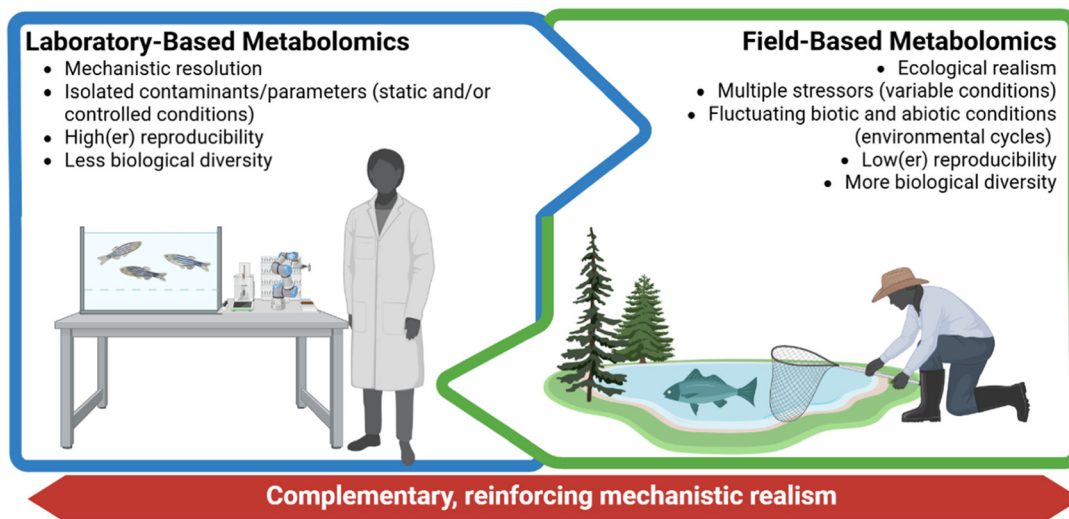 Laboratory-Based Metabolomics
• Mechanistic resolution
• Isolated contaminants/parameters (static and/or
controlled conditions)
• High(er) reproducibility
• Less biological diversity
Field-Based Metabolomics
• Ecological realism
• Multiple stressors (variable conditions)
• Fluctuating biotic and abiotic conditions
(environmental cycles)
• Low(er) reproducibility
• More biological diversity
Complementary, reinforcing mechanistic realism